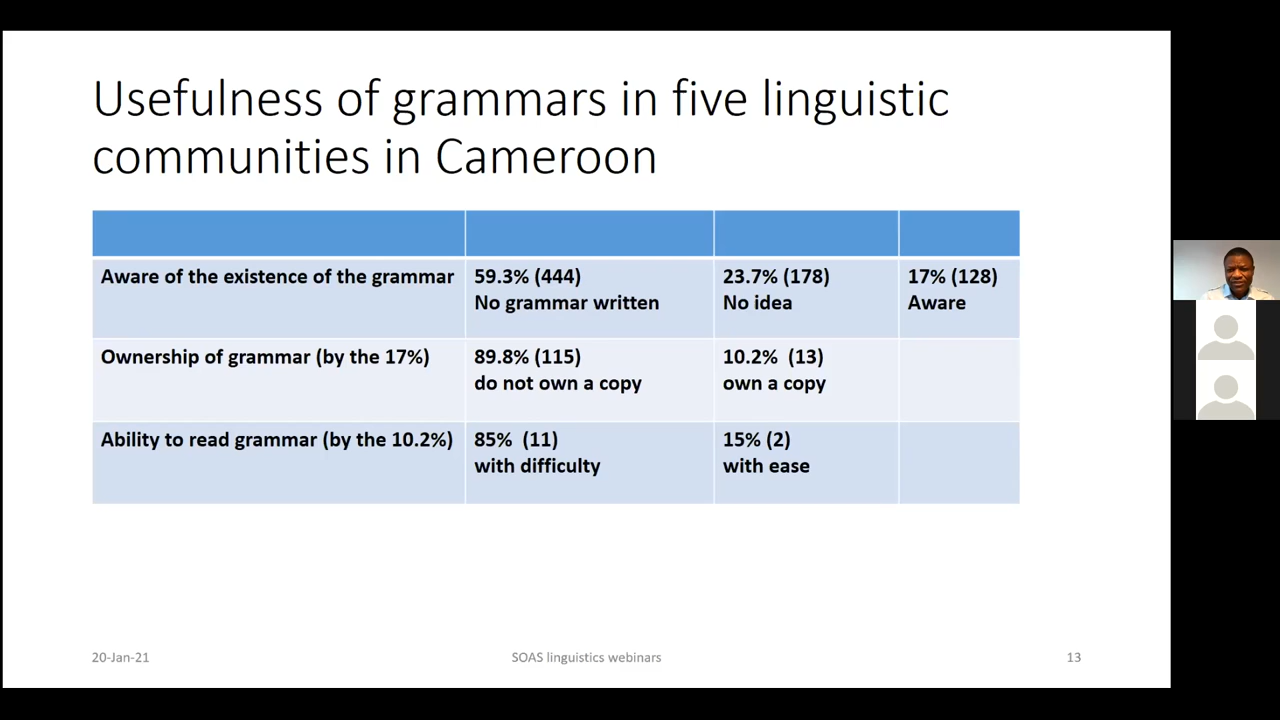 Usefulness of grammars in five linguistic
communities in Cameroon
Aware of the existence of the grammar
59.3% (444)
No grammar written
23.7% (178)
No idea
17% (128)
Aware
Ownership of grammar (by the 17%)
89.8% (115)
do not own a copy
10.2% (13)
own a copy
Ability to read grammar (by the 10.2%)
85% (11)
with difficulty
15% (2)
with ease
20-Jan-21
SOAS linguistics webinars
13